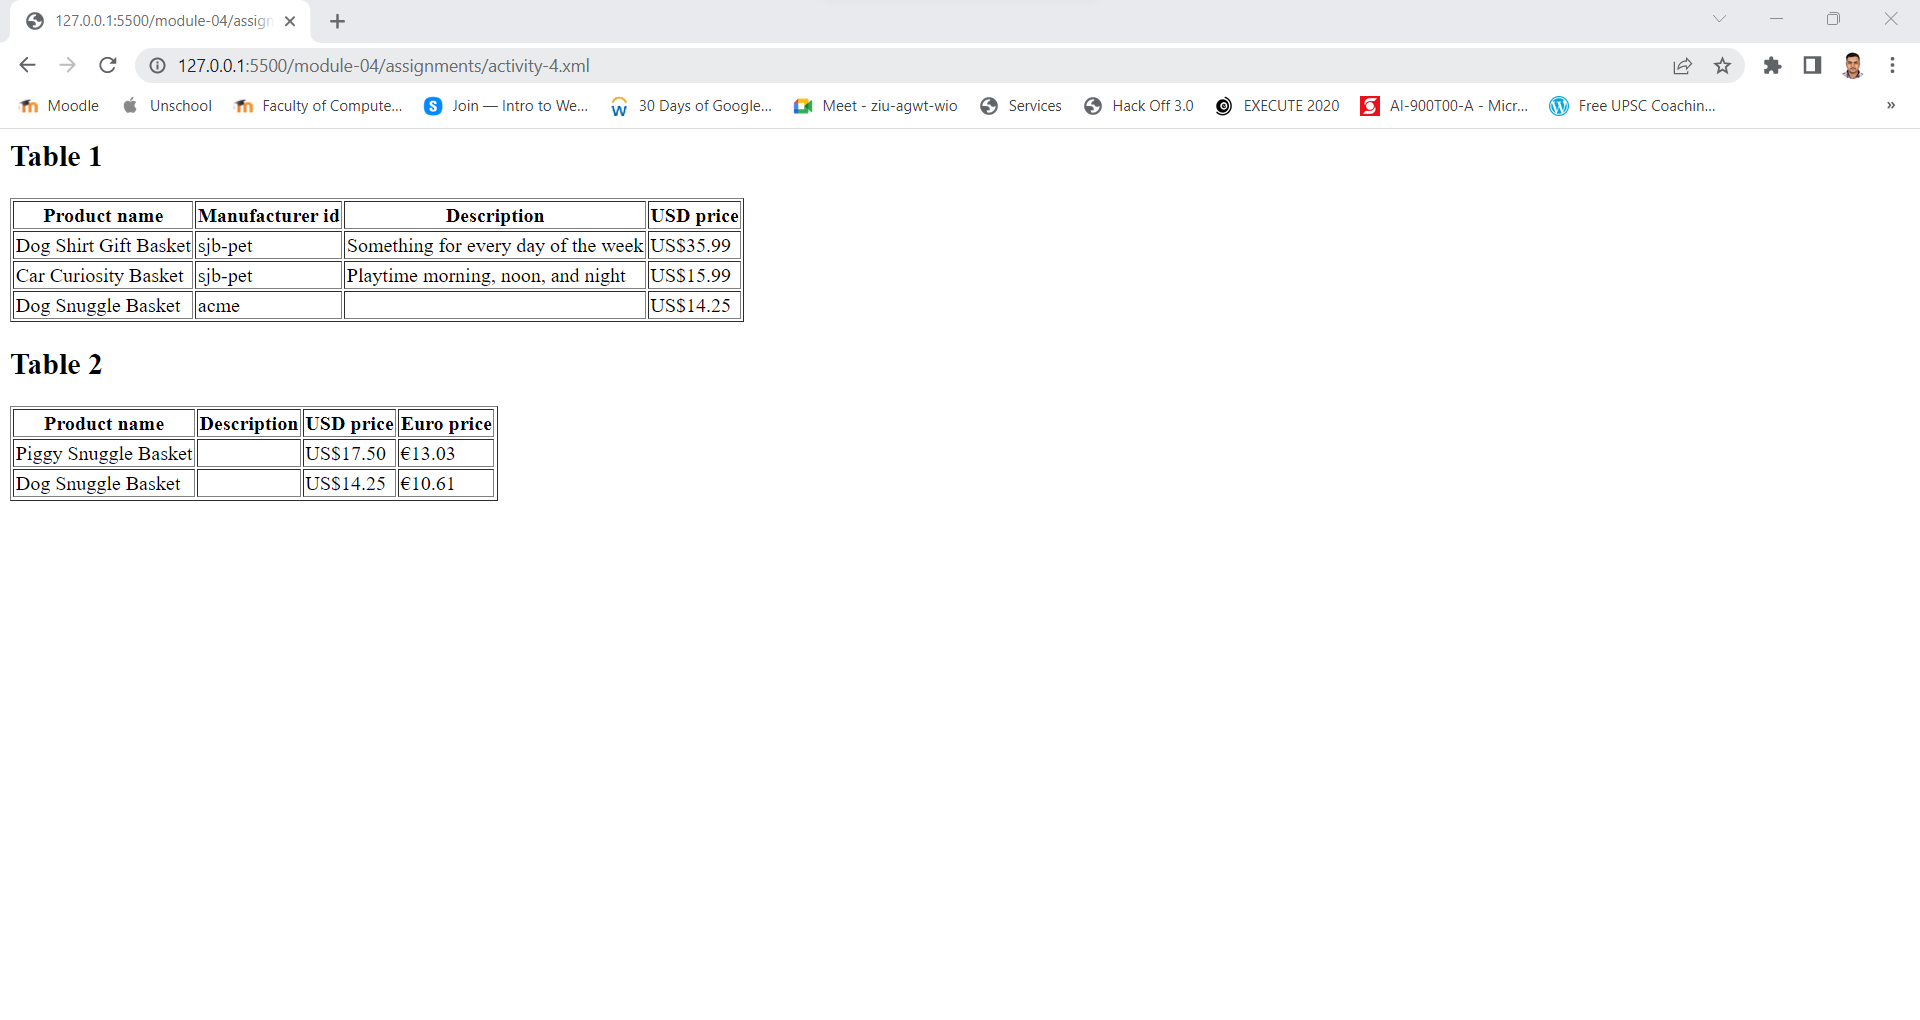 127.0.0.1:5500/module-04/assign
127.0.0.1:5500/module-04/assignments/activity-4.xml
Moodle Unschool Faculty of Compute... Join — Intro to We... 30 Days of Google... Meet - ziu-agwt-wio Services Hack Off 3.0 EXECUTE 2020 AI-900T00-A - Micr... Free UPSC Coachin... »
Table 1
Product name Manufacturer id Description USD price
Dog Shirt Gift Basket sjb-pet Something for every day of the week US$35.99
Car Curiosity Basket sjb-pet Playtime morning, noon, and night US$15.99
Dog Snuggle Basket acme US$14.25
Table 2
Product name Description USD price Euro price
Piggy Snuggle Basket US$17.50 €13.03
Dog Snuggle Basket US$14.25 €10.61